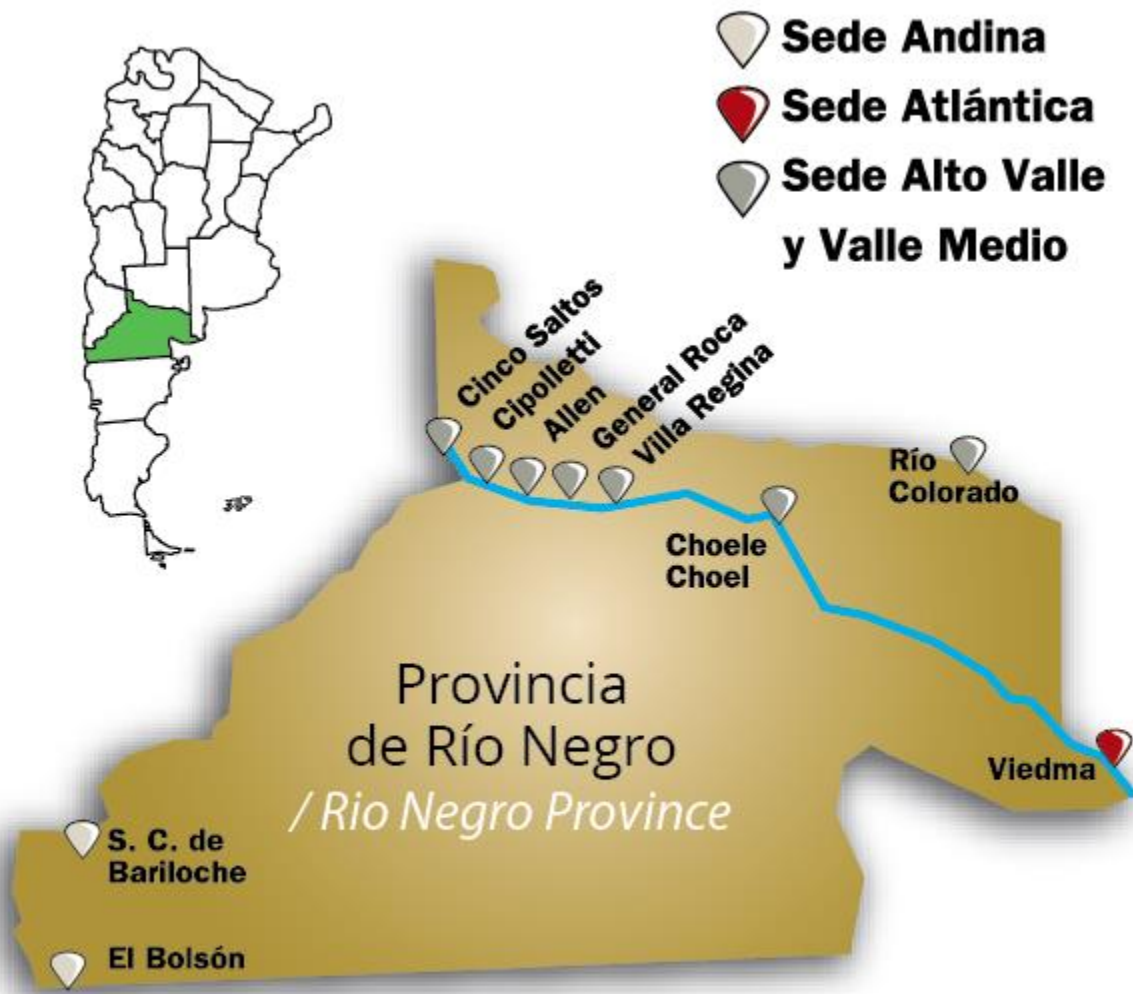 Sede Andina
Sede Atlántica
Sede Alto Valle
y Valle Medio
Cinco Saltos
Cipolletti
Allen
General Roca
Villa Regina
Río
Colorado
Choele
Choel
Provincia
de Río Negro
/ Rio Negro Province
Viedma
S. C. de
Bariloche
El Bolsón